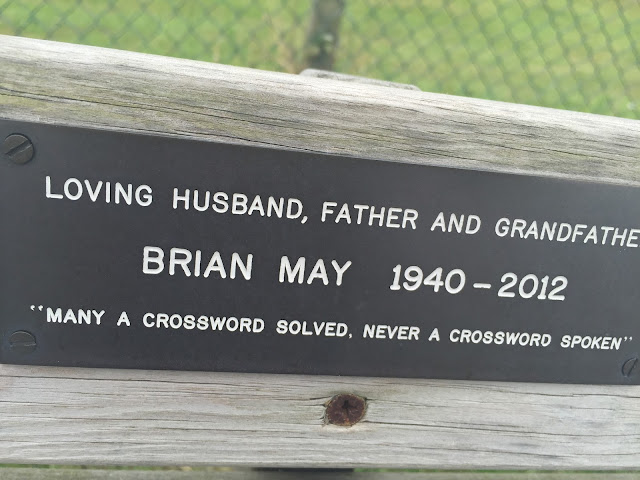 LOVING HUSBAND, FATHER AND GRANDFATHE
BRIAN MAY 1940 - 2012
"MANY A CROSSWORD SOLVED, NEVER A CROSSWORD SPOKEN"